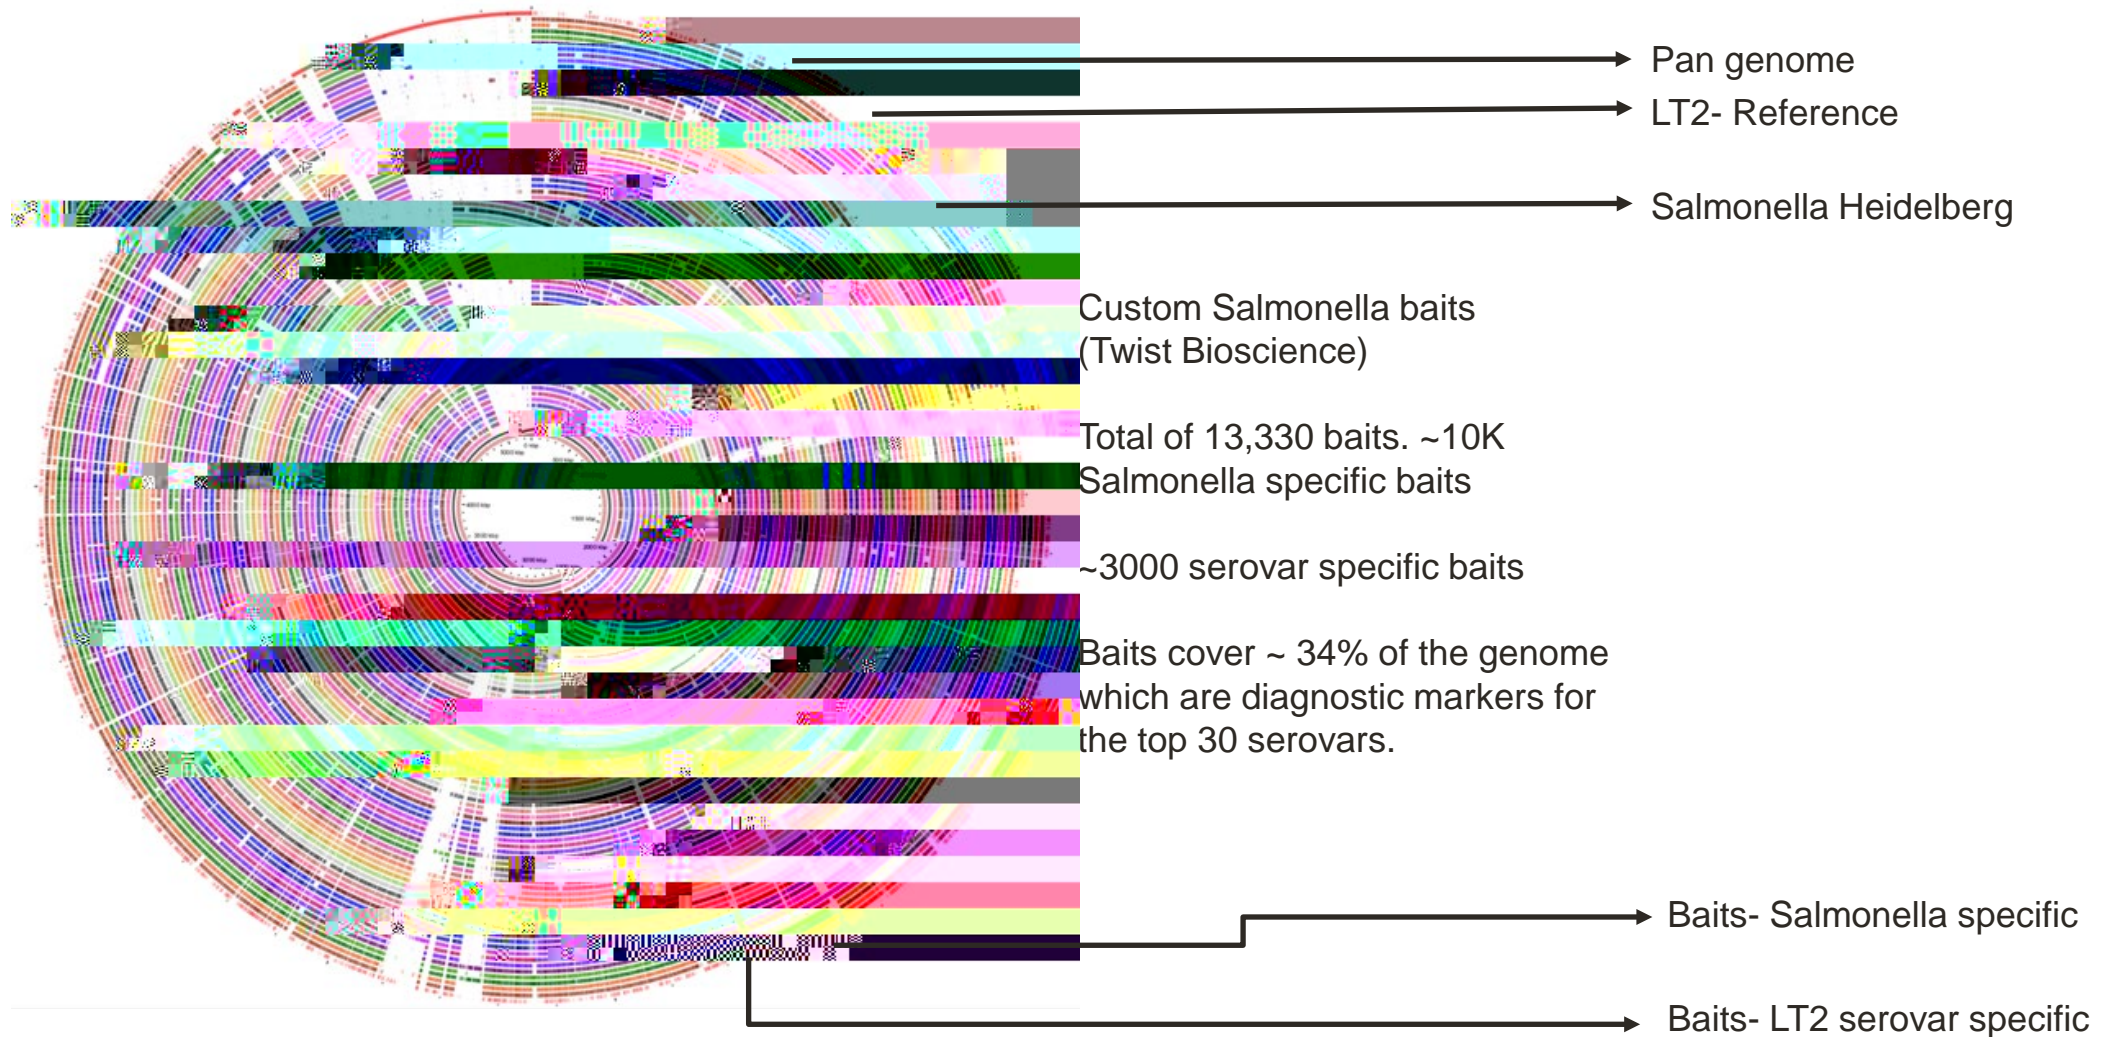 Pan genome
LT2- Reference
Salmonella Heidelberg
Custom Salmonella baits
(Twist Bioscience)
Total of 13,330 baits. ~10K
Salmonella specific baits
~3000 serovar specific baits
Baits cover ~ 34% of the genome
which are diagnostic markers for
the top 30 serovars.
Baits- Salmonella specific
Baits- LT2 serovar specific